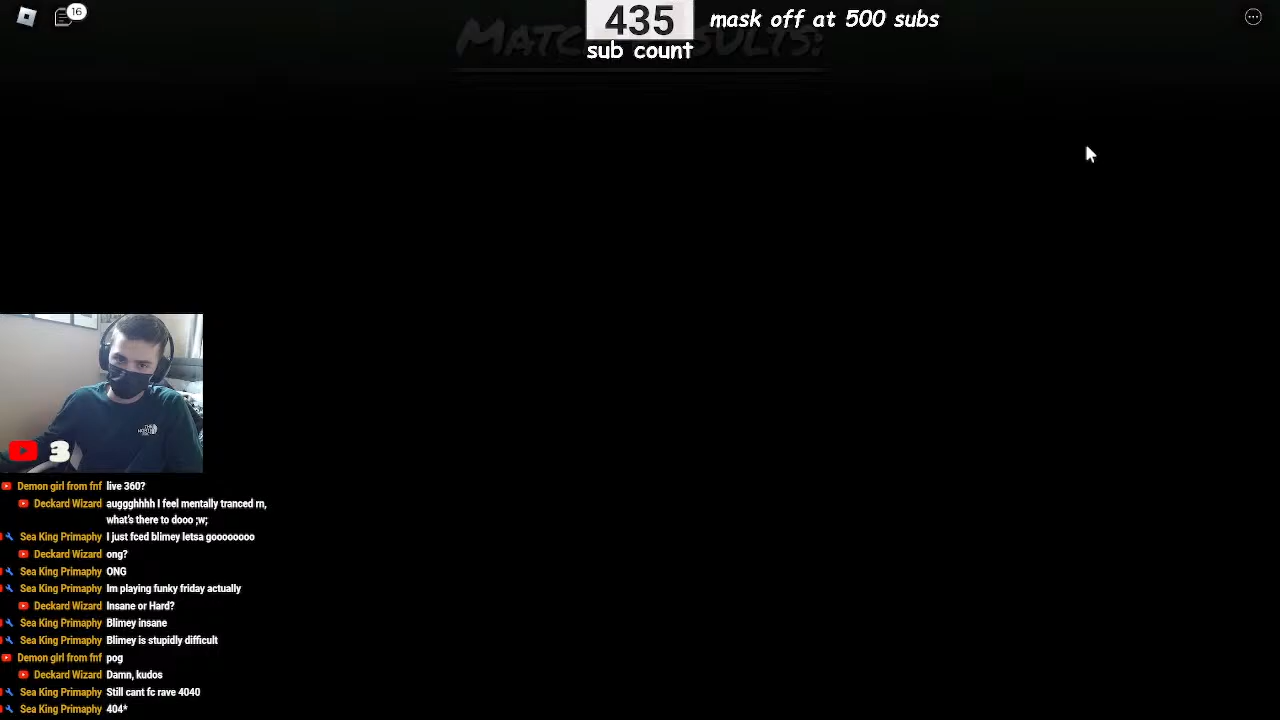 16
435
mask off at 500 subs
sub count
3
Demon girl from fnf live 360?
Deckard Wizard auggghhhh I feel mentally tranced rn,
what's there to dooo ;w;
Sea King Primaphy I just fced blimey letsa goooooooo
Deckard Wizard ong?
Sea King Primaphy ONG
Sea King Primaphy Im playing funky friday actually
Deckard Wizard Insane or Hard?
Sea King Primaphy Blimey insane
Sea King Primaphy Blimey is stupidly difficult
Demon girl from fnf pog
Deckard Wizard Damn, kudos
Sea King Primaphy Still cant fc rave 4040
Sea King Primaphy 404*